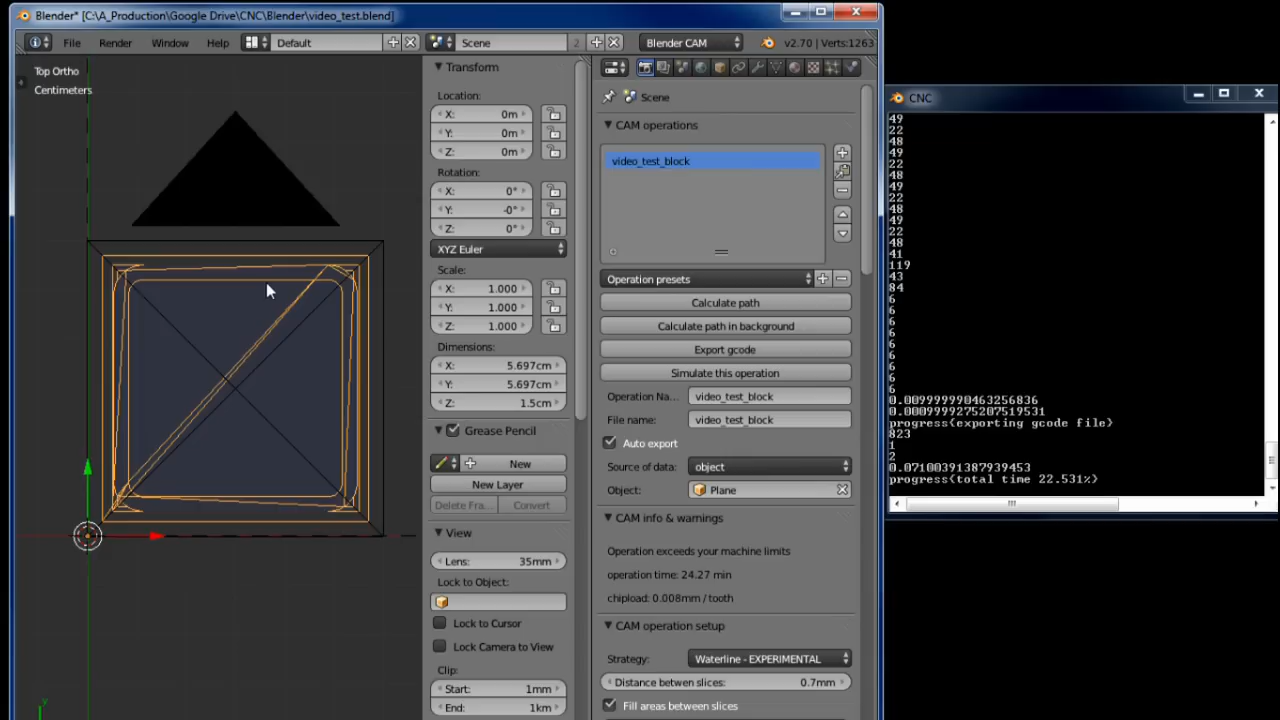 Blender* [C:\A_Production\Google Drive\CNC\Blender\video_test.blend]
File Render Window Help Default Scene 2 Blender CAM v2.70 | Verts:1263
Top Ortho
Centimeters
Transform
Location:
X: 0m
Y: 0m
Z: 0m
Rotation:
X: 0°
Y: -0°
Z: 0°
XYZ Euler
Scale:
X: 1.000
Y: 1.000
Z: 1.000
Dimensions:
X: 5.697cm
Y: 5.697cm
Z: 1.5cm
Grease Pencil
New
New Layer
Delete Fra... Convert
View
Lens: 35mm
Lock to Object:
Lock to Cursor
Lock Camera to View
Clip:
Start: 1mm
End: 1km
Scene
CAM operations
video_test_block
Operation presets
Calculate path
Calculate path in background
Export gcode
Simulate this operation
Operation Na... video_test_block
File name: video_test_block
Auto export
Source of data: object
Object: Plane
CAM info & warnings
Operation exceeds your machine limits
operation time: 24.27 min
chipload: 0.008mm / tooth
CAM operation setup
Strategy: Waterline - EXPERIMENTAL
Distance betwen slices: 0.7mm
Fill areas between slices
CNC
49
22
48
49
22
48
49
22
48
49
22
48
41
119
43
84
6
6
6
6
6
6
6
6
6
0.009999990463256836
0.0009999275207519531
progress{exporting gcode file}
823
1
2
0.07100391387939453
progress{total time 22.531%}
y